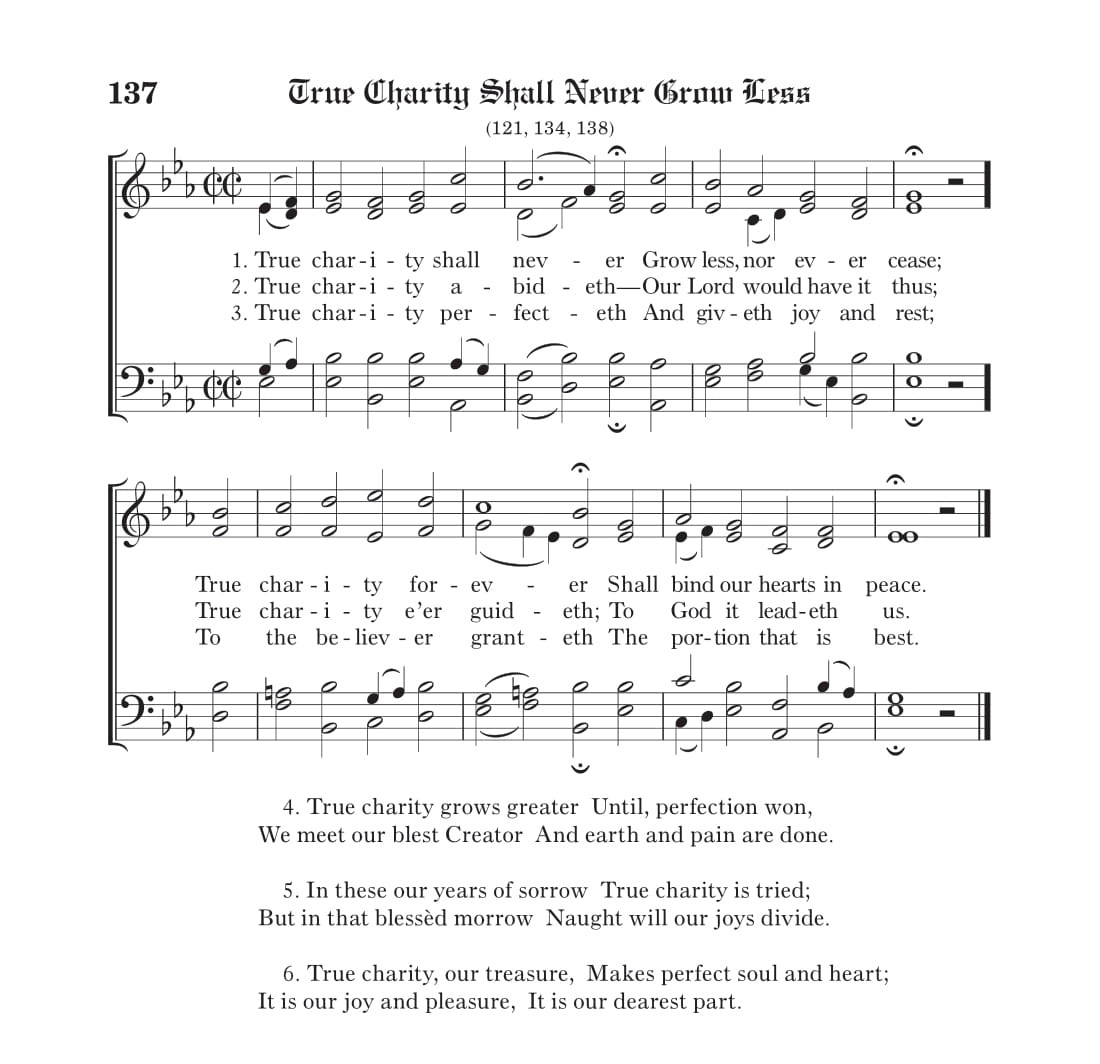 137 True Charity Shall Never Grow Less
(121, 134, 138)
1. True char - i - ty shall nev - er Grow less, nor ev - er cease;
2. True char - i - ty a - bid - eth—Our Lord would have it thus;
3. True char - i - ty per - fect - eth And giv - eth joy and rest;
True char - i - ty for - ev - er Shall bind our hearts in peace.
True char - i - ty e’er guid - eth; To God it lead - eth us.
To the be - liev - er grant - eth The por - tion that is best.
4. True charity grows greater Until, perfection won,
We meet our blest Creator And earth and pain are done.
5. In these our years of sorrow True charity is tried;
But in that blessèd morrow Naught will our joys divide.
6. True charity, our treasure, Makes perfect soul and heart;
It is our joy and pleasure, It is our dearest part.